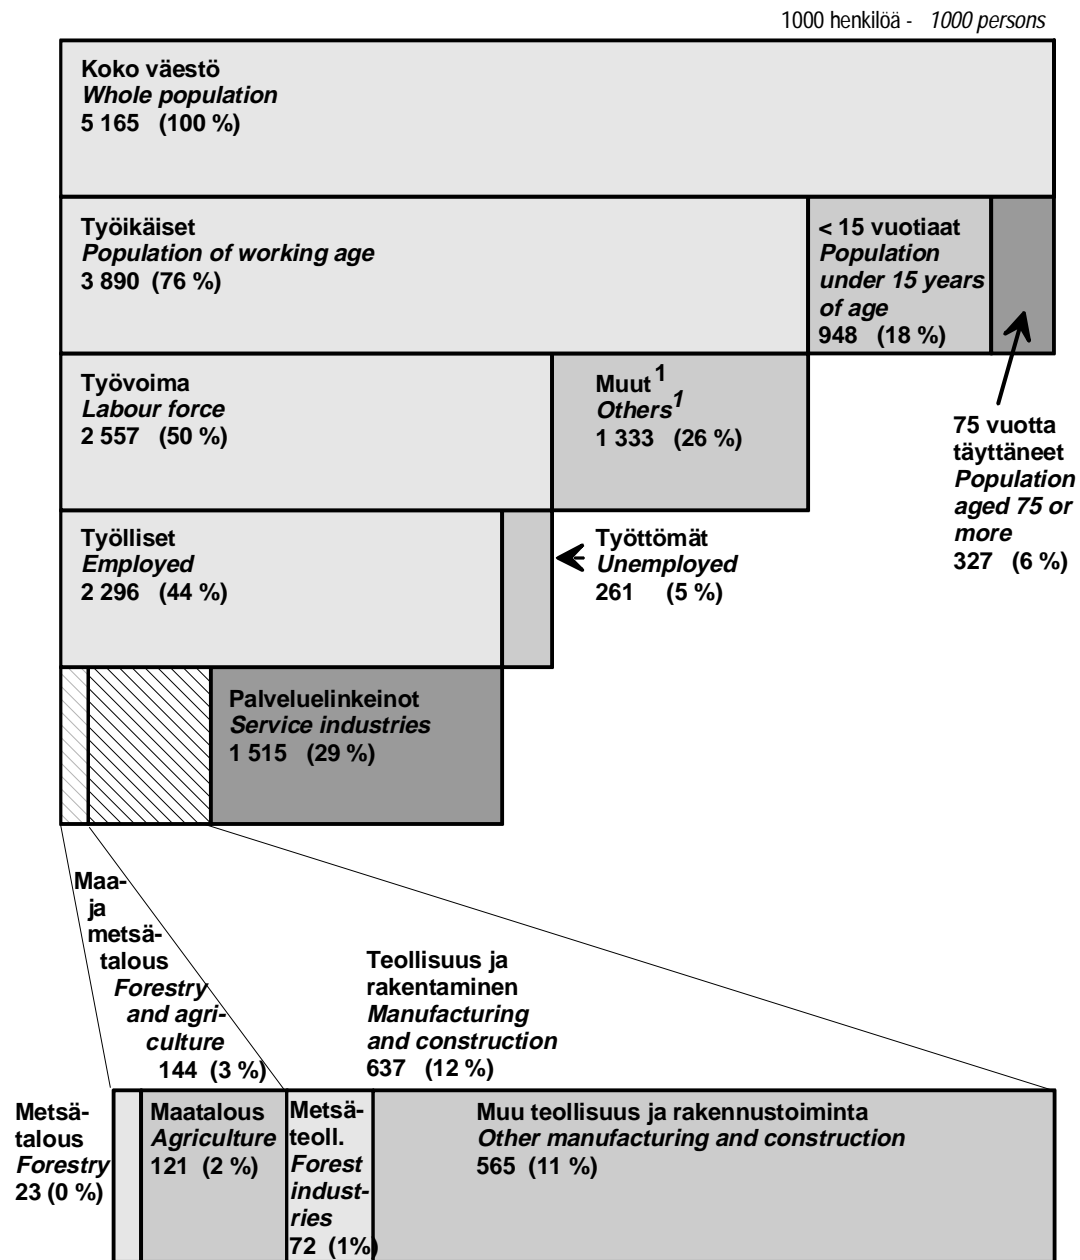 1000 henkilöä - 1000 persons
Koko väestö
Whole population
5 165 (100 %)
Työikäiset
Population of working age
3 890 (76 %)
< 15 vuotiaat
Population
under 15 years
of age
948 (18 %)
75 vuotta
täyttäneet
Population
aged 75 or
more
327 (6 %)
Työvoima
Labour force
2 557 (50 %)
Muut 1
Others 1
1 333 (26 %)
Työlliset
Employed
2 296 (44 %)
Työttömät
Unemployed
261 (5 %)
Palveluelinkeinot
Service industries
1 515 (29 %)
Maa-
ja
metsä-
talous
Forestry
and agri-
culture
144 (3 %)
Teollisuus ja
rakentaminen
Manufacturing
and construction
637 (12 %)
Metsä-
talous
Forestry
23 (0 %)
Maatalous
Agriculture
121 (2 %)
Metsä-
teoll.
Forest
indust-
ries
72 (1%)
Muu teollisuus ja rakennustoiminta
Other manufacturing and construction
565 (11 %)